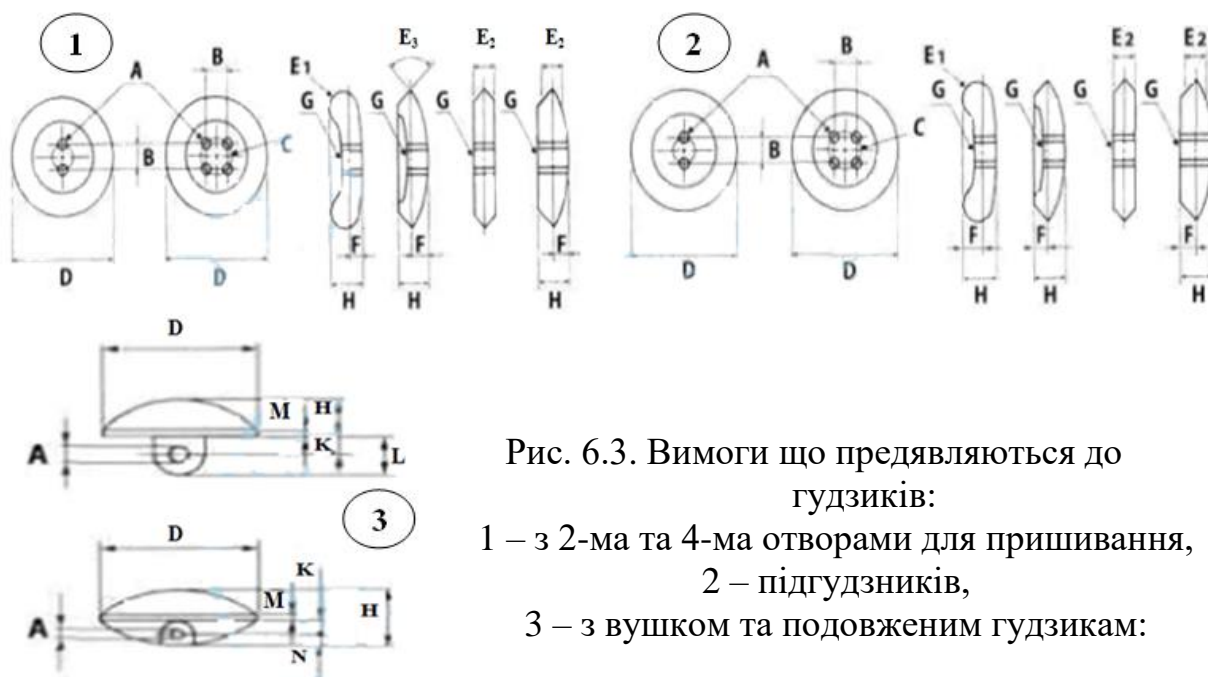 1
A
B
B
C
D
D
E1
E3
E2
E2
G
G
G
G
F
F
F
H
H
H
2
A
B
B
C
D
D
E1
E2
E2
G
G
G
G
F
F
F
H
H
H
D
M
H
K
L
A
3
D
K
M
H
A
N
Рис. 6.3. Вимоги що предявляються до
гудзиків:
1 – з 2-ма та 4-ма отворами для пришивання,
2 – підгудзників,
3 – з вушком та подовженим гудзикам: